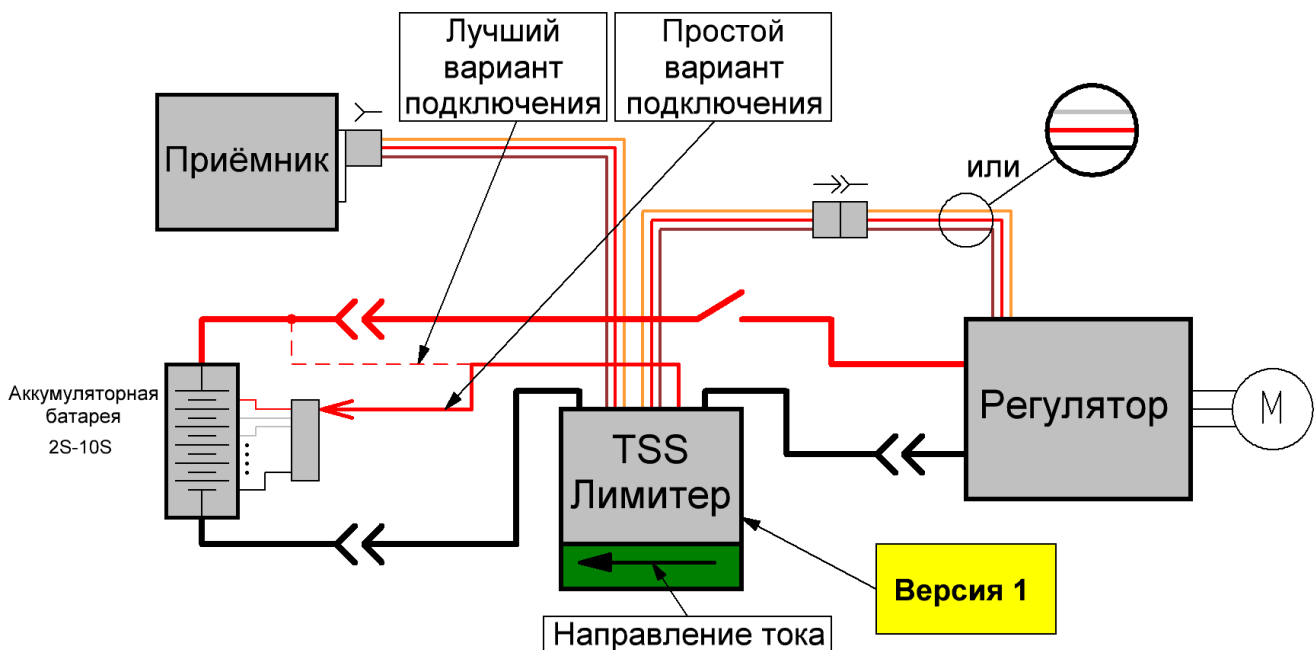 Лучший
вариант
подключения
Простой
вариант
подключения
Приёмник
или
Аккумуляторная
батарея
2S-10S
TSS
Лимитер
Регулятор
M
Версия 1
Направление тока